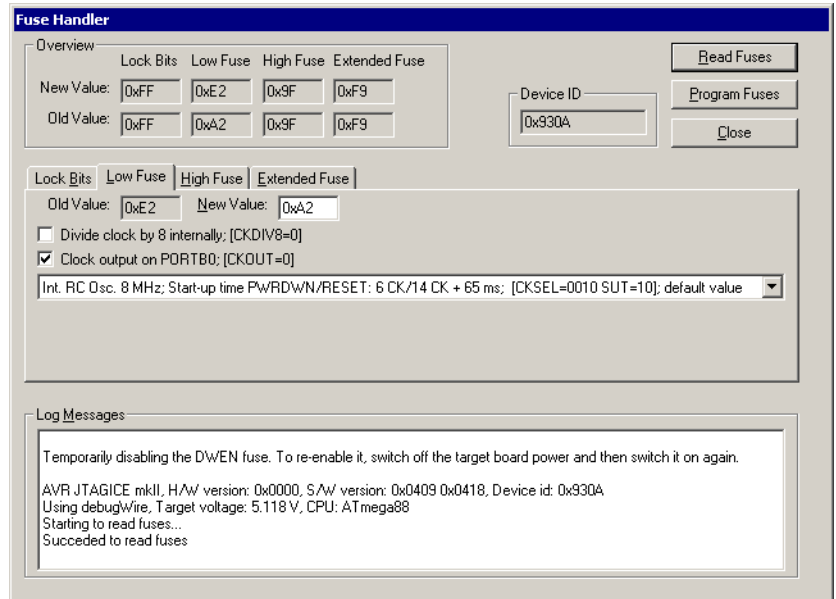 Fuse Handler
Overview
Lock Bits Low Fuse High Fuse Extended Fuse
New Value: 0xFF 0xE2 0x9F 0xF9
Old Value: 0xFF 0xA2 0x9F 0xF9
Device ID
0x930A
Read Fuses
Program Fuses
Close
Lock Bits Low Fuse High Fuse Extended Fuse
Old Value: 0xE2 New Value: 0xA2
Divide clock by 8 internally; [CKDIV8=0]
Clock output on PORTB0; [CKOUT=0]
Int. RC Osc. 8 MHz; Start-up time PWRDWN/RESET: 6 CK/14 CK + 65 ms; [CKSEL=0010 SUT=10]; default value
Log Messages
Temporarily disabling the DWEN fuse. To re-enable it, switch off the target board power and then switch it on again.
AVR JTAGICE mkII, H/W version: 0x0000, S/W version: 0x0409 0x0418, Device id: 0x930A
Using debugWire, Target voltage: 5.118 V, CPU: ATmega88
Starting to read fuses...
Succeded to read fuses